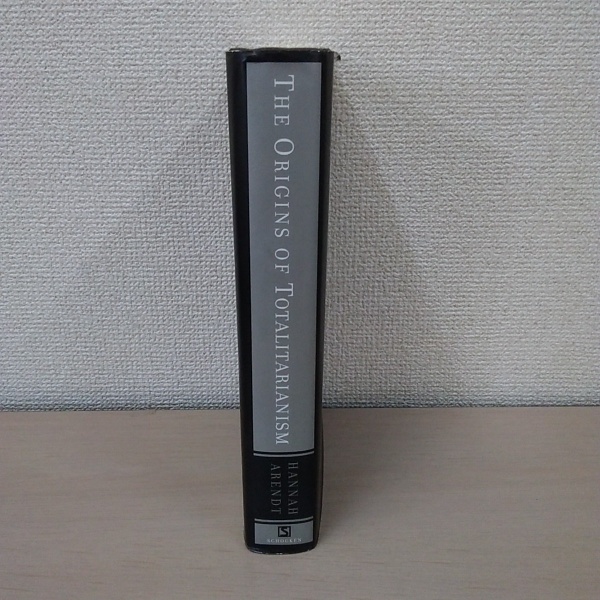 THE ORIGINS OF TOTALITARIANISM
HANNAH
ARENDT
S
SCHOCKEN